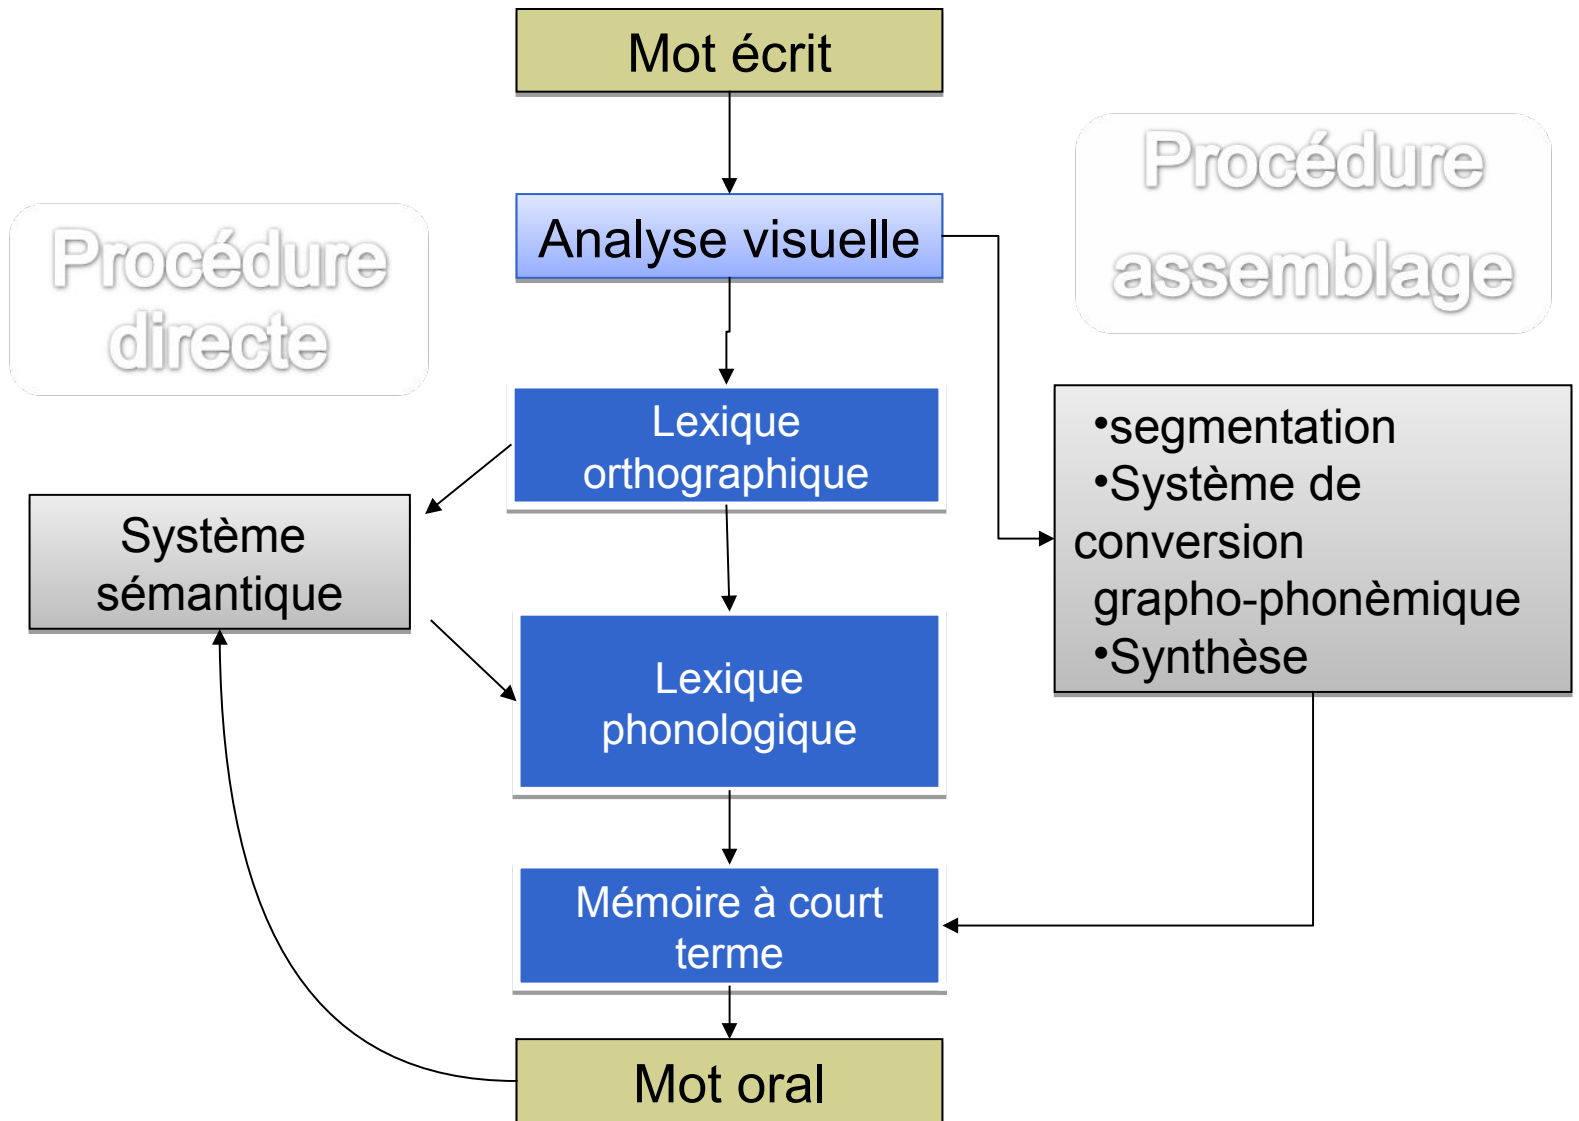 Mot écrit
Procédure
assemblage
Analyse visuelle
Procédure
directe
Lexique
orthographique
•segmentation
•Système de
conversion
grapho-phonèmique
•Synthèse
Système
sémantique
Lexique
phonologique
Mémoire à court
terme
Mot oral